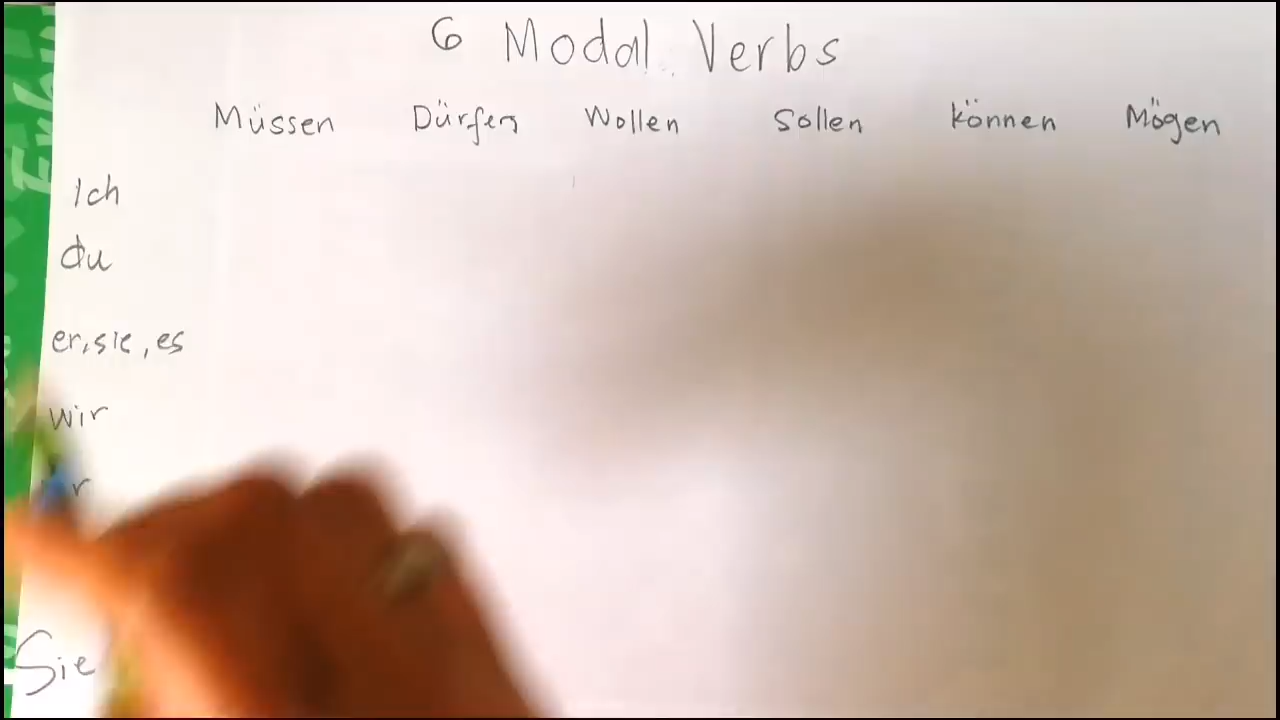 6 Modal Verbs
Müssen Dürfen Wollen Sollen können Mögen
Ich
du
er, sie, es
wir
Sie